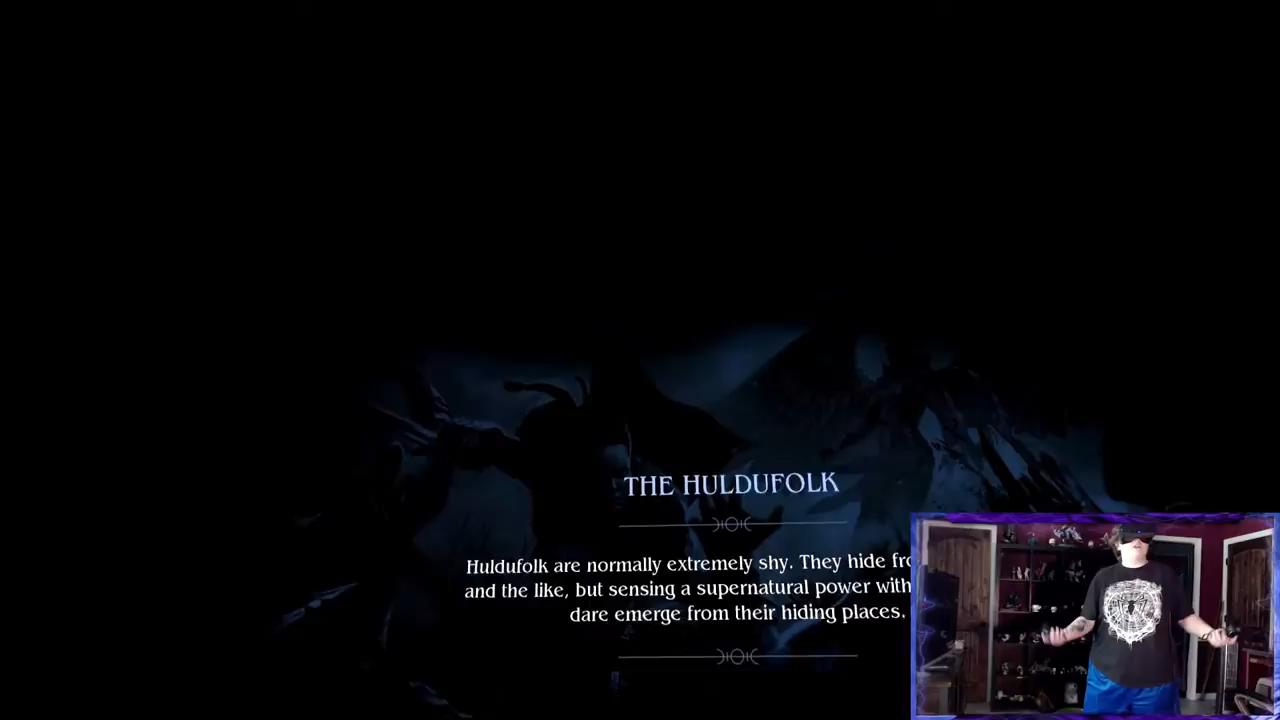 THE HULDUFOLK
Huldufolk are normally extremely shy. They hide
and the like, but sensing a supernatural power
dare emerge from their hiding places.